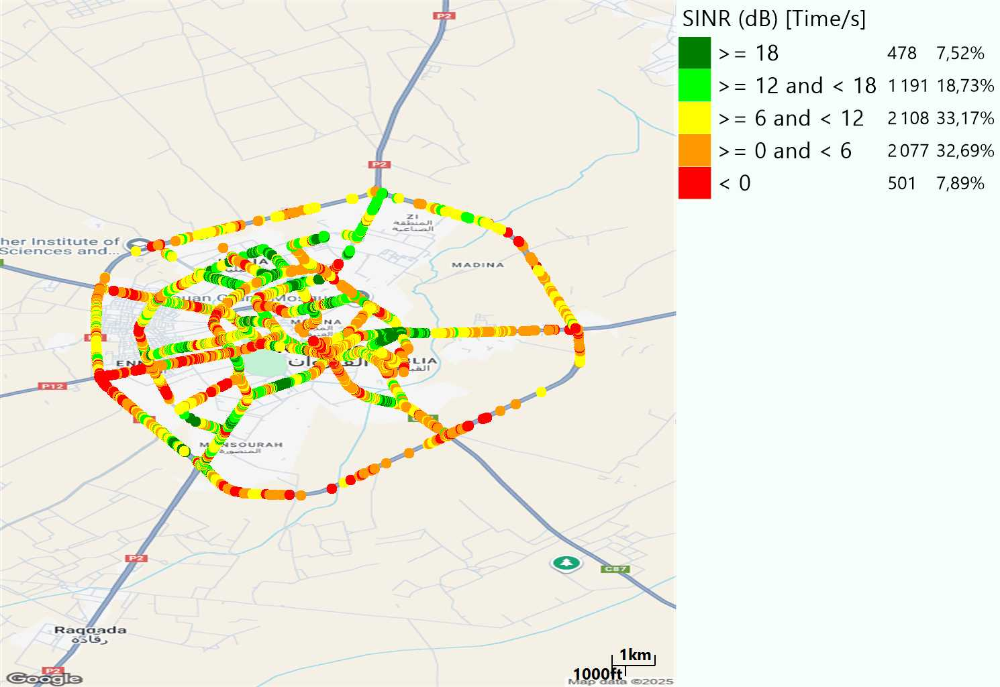 SINR (dB) [Time/s]
>= 18 478 7,52%
>= 12 and < 18 1 191 18,73%
>= 6 and < 12 2 108 33,17%
>= 0 and < 6 2 077 32,69%
< 0 501 7,89%
P2
P2
ZI
المنطقة
الصناعية
her Institute of
Sciences and...
MADINA
P12
القيروان
MANSOURAH
المنصورة
P2
C87
Raqqada
رقادة
P2
Google
1km
1000ft
Map data ©2025